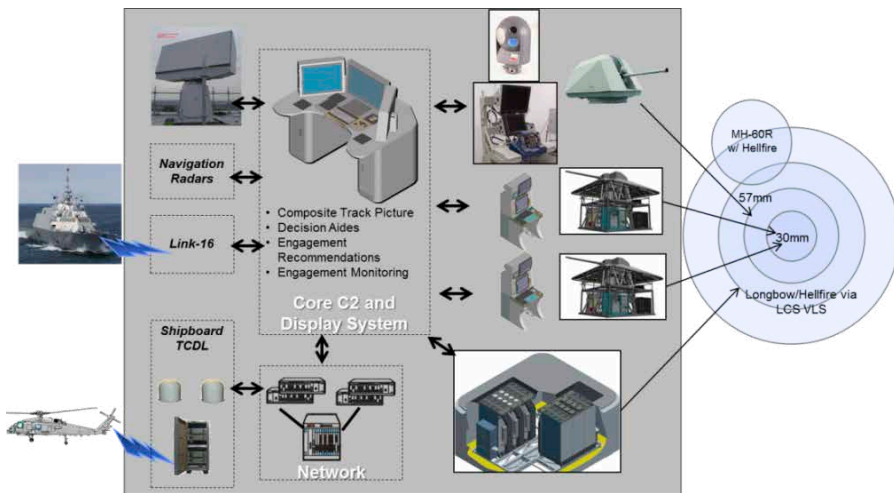 Navigation
Radars
Link-16
Shipboard
TCDL
• Composite Track Picture
• Decision Aides
• Engagement
Recommendations
• Engagement Monitoring
Core C2 and
Display System
Network
MH-60R
w/ Hellfire
57mm
30mm
Longbow/Hellfire via
LCS VLS